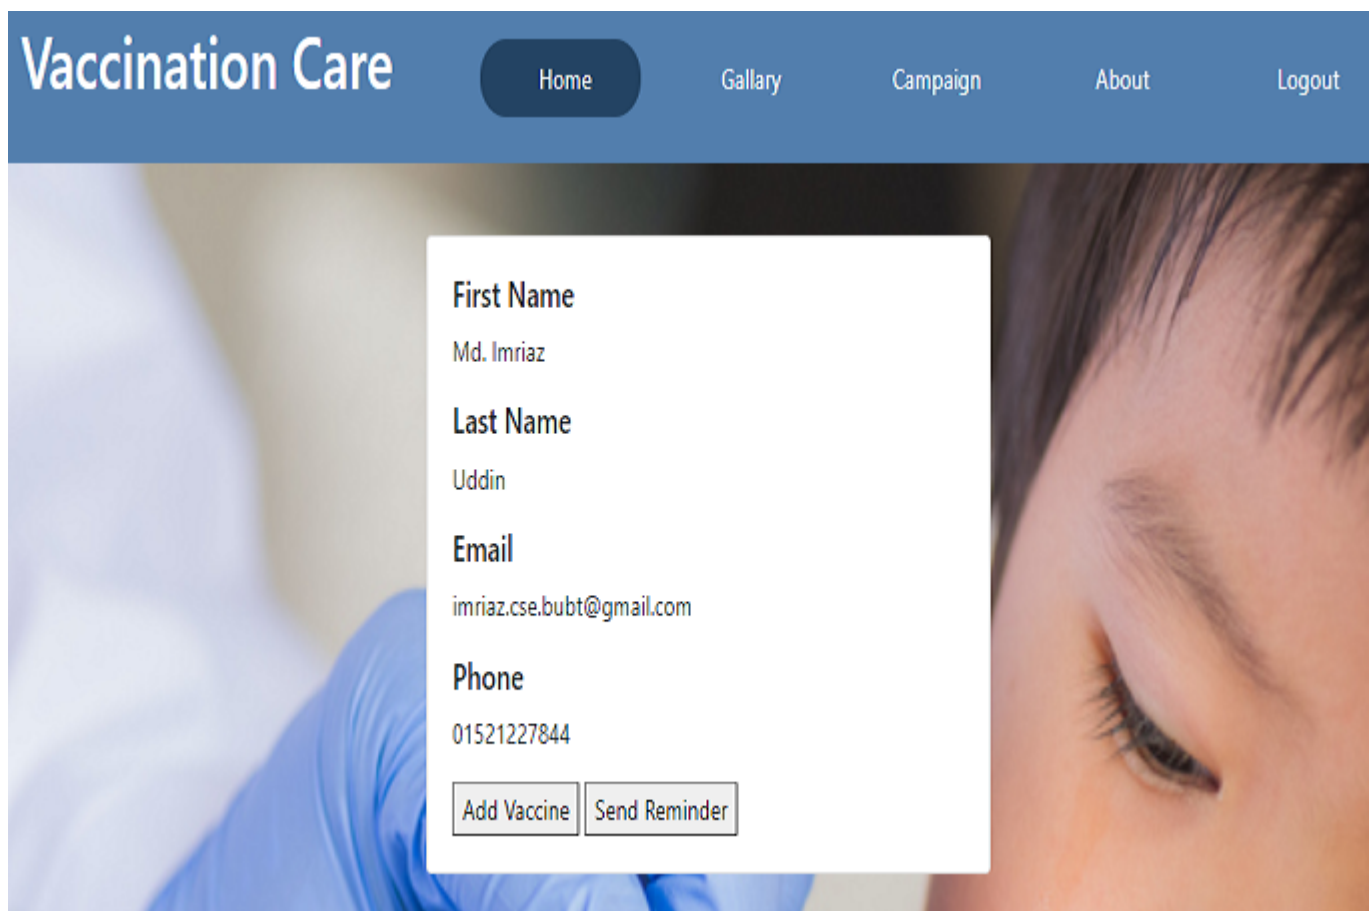 Vaccination Care
Home Gallary Campaign About Logout
First Name
Md. Imriaz
Last Name
Uddin
Email
imriaz.cse.bubt@gmail.com
Phone
01521227844
Add Vaccine Send Reminder